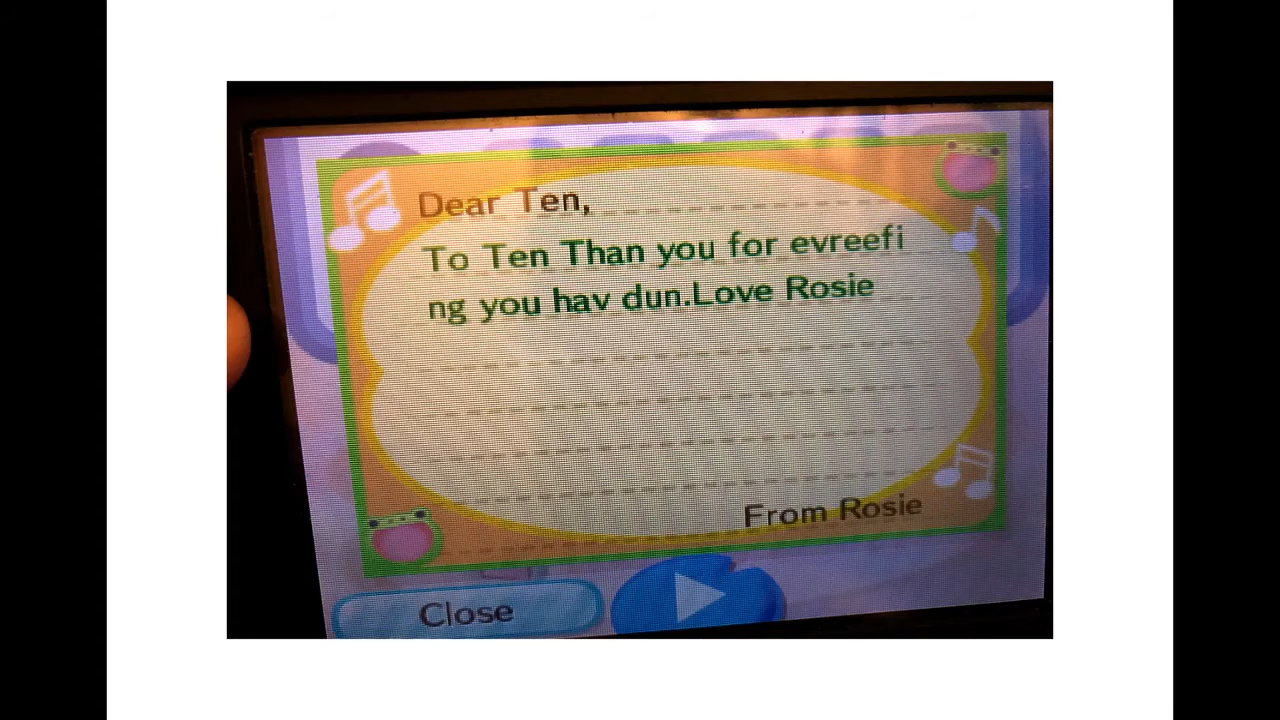 Dear Ten,
To Ten Than you for evreefi
ng you hav dun.Love Rosie
From Rosie
Close